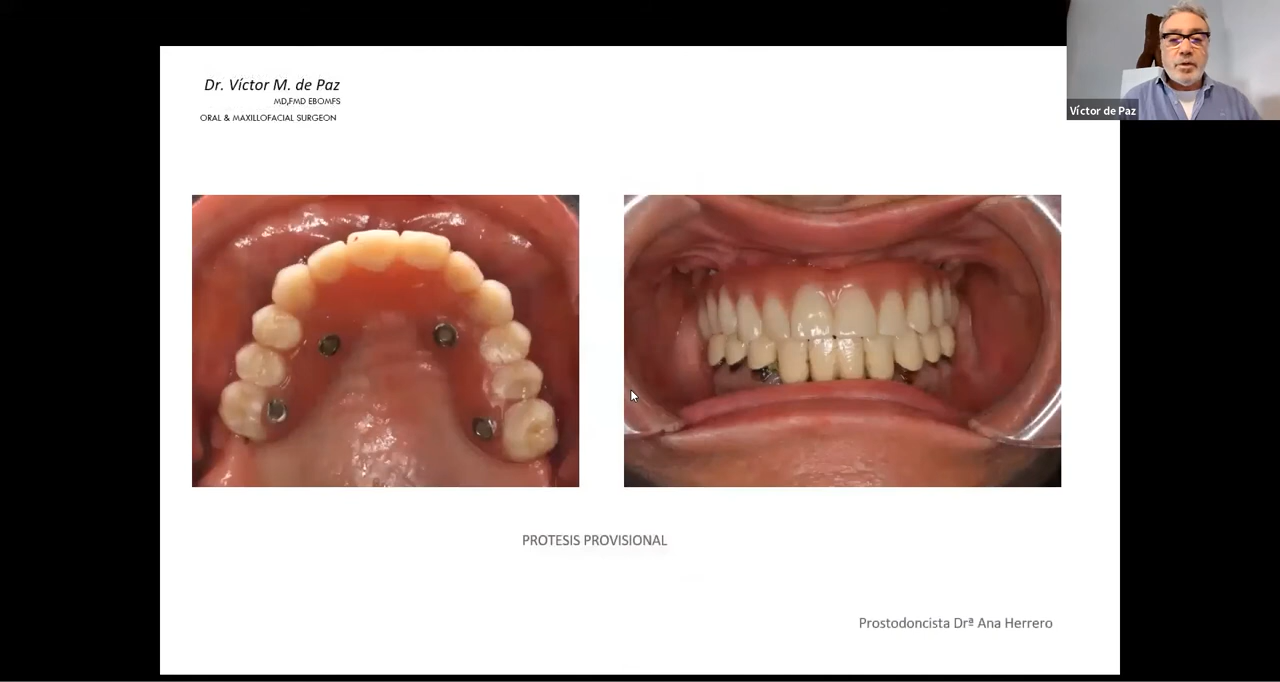 Dr. Víctor M. de Paz
MD,FMD EBOMFS
ORAL & MAXILLOFACIAL SURGEON
Víctor de Paz
PROTESIS PROVISIONAL
Prostodoncista Drª Ana Herrero